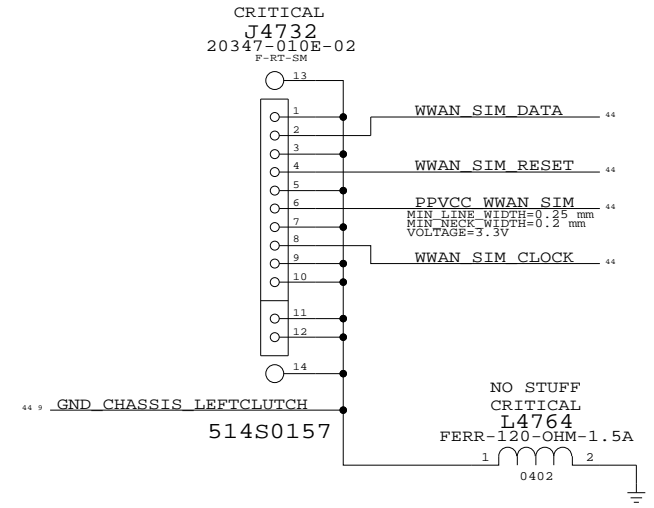 CRITICAL
J4732
20347-010E-02
F-RT-SM
13
1
WWAN_SIM_DATA 44
2
3
4
WWAN_SIM_RESET 44
5
6
PPVCC_WWAN_SIM 44
MIN_LINE_WIDTH=0.25 mm
MIN_NECK_WIDTH=0.2 mm
VOLTAGE=3.3V
7
8
9
WWAN_SIM_CLOCK 44
10
11
12
14
44 9 GND_CHASSIS_LEFTCLUTCH
514S0157
NO STUFF
CRITICAL
L4764
FERR-120-OHM-1.5A
1 2
0402